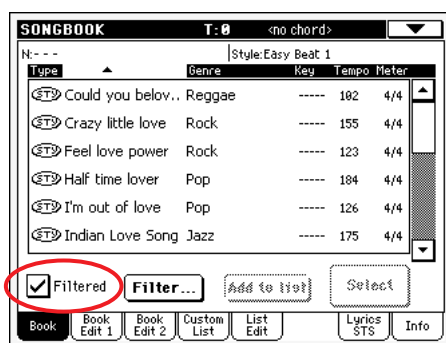 SONGBOOK T:0 <no chord>
N:--- Style:Easy Beat 1
Type Genre Key Tempo Meter
STY Could you belov.. Reggae ----- 102 4/4
STY Crazy little love Rock ----- 155 4/4
STY Feel love power Rock ----- 123 4/4
STY Half time lover Pop ----- 184 4/4
STY I'm out of love Pop ----- 126 4/4
STY Indian Love Song Jazz ----- 175 4/4
Filtered Filter... Add to list Select
Book Book Edit 1 Book Edit 2 Custom List List Edit Lyrics STS Info